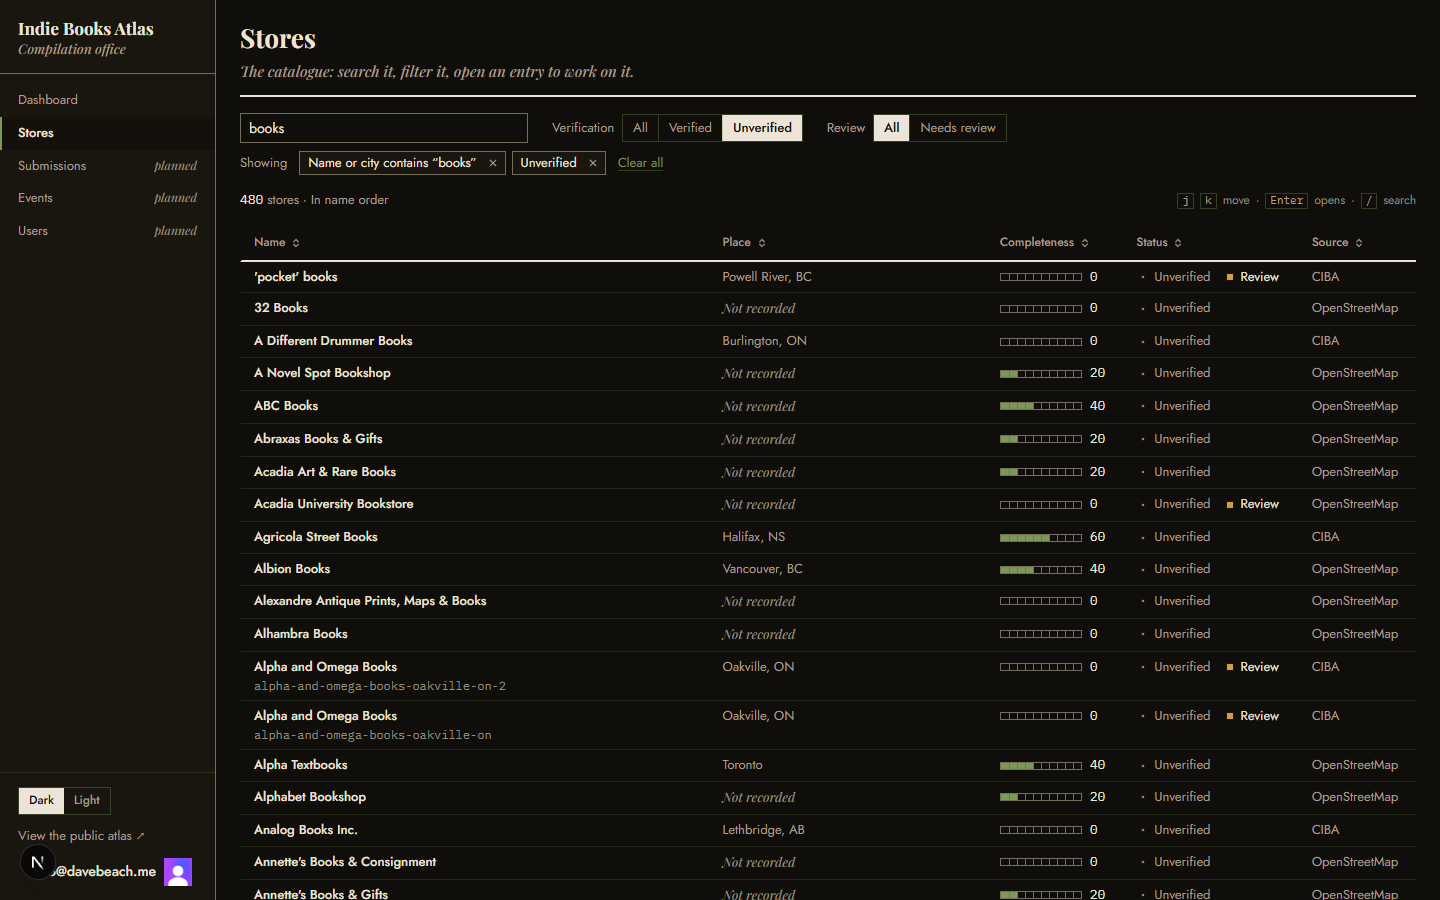 Indie Books Atlas
Compilation office
Dashboard
Stores
Submissions planned
Events planned
Users planned
Dark Light
View the public atlas ↗
N @davebeach.me
Stores
The catalogue: search it, filter it, open an entry to work on it.
books Verification All Verified Unverified Review All Needs review
Showing Name or city contains “books” × Unverified × Clear all
480 stores · In name order j k move · Enter opens · / search
Name Place Completeness Status Source
'pocket' books Powell River, BC 0 · Unverified Review CIBA
32 Books Not recorded 0 · Unverified OpenStreetMap
A Different Drummer Books Burlington, ON 0 · Unverified CIBA
A Novel Spot Bookshop Not recorded 20 · Unverified OpenStreetMap
ABC Books Not recorded 40 · Unverified OpenStreetMap
Abraxas Books & Gifts Not recorded 20 · Unverified OpenStreetMap
Acadia Art & Rare Books Not recorded 20 · Unverified OpenStreetMap
Acadia University Bookstore Not recorded 0 · Unverified Review OpenStreetMap
Agricola Street Books Halifax, NS 60 · Unverified CIBA
Albion Books Vancouver, BC 40 · Unverified OpenStreetMap
Alexandre Antique Prints, Maps & Books Not recorded 0 · Unverified OpenStreetMap
Alhambra Books Not recorded 0 · Unverified OpenStreetMap
Alpha and Omega Books Oakville, ON 0 · Unverified Review CIBA
alpha-and-omega-books-oakville-on-2
Alpha and Omega Books Oakville, ON 0 · Unverified Review CIBA
alpha-and-omega-books-oakville-on
Alpha Textbooks Toronto 40 · Unverified OpenStreetMap
Alphabet Bookshop Not recorded 20 · Unverified OpenStreetMap
Analog Books Inc. Lethbridge, AB 0 · Unverified CIBA
Annette's Books & Consignment Not recorded 0 · Unverified OpenStreetMap
Annette's Books & Gifts Not recorded 20 · Unverified OpenStreetMap